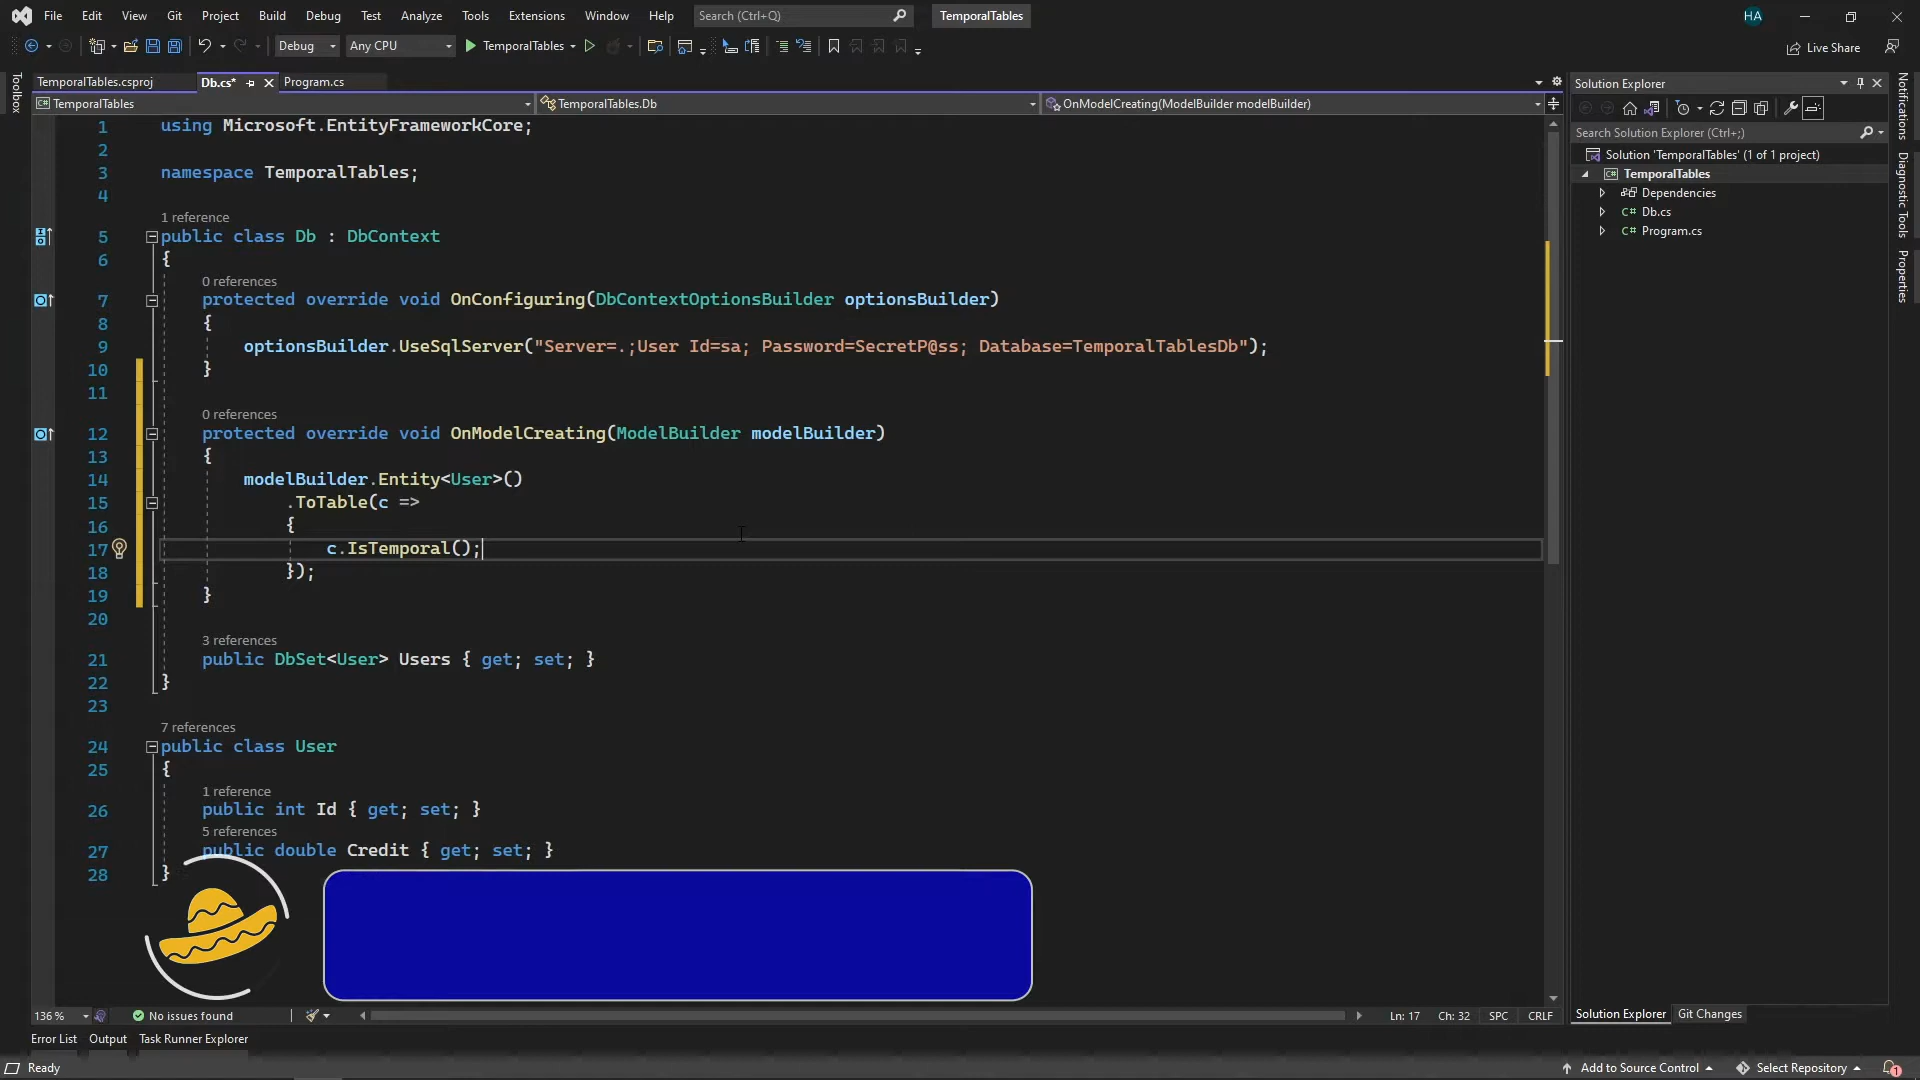 File Edit View Git Project Build Debug Test Analyze Tools Extensions Window Help Search (Ctrl+Q) TemporalTables HA
Debug Any CPU TemporalTables Live Share
Toolbox
TemporalTables.csproj Db.cs* Program.cs
TemporalTables TemporalTables.Db OnModelCreating(ModelBuilder modelBuilder)
1 using Microsoft.EntityFrameworkCore;
2
3 namespace TemporalTables;
4
1 reference
5 public class Db : DbContext
6 {
0 references
7 protected override void OnConfiguring(DbContextOptionsBuilder optionsBuilder)
8 {
9 optionsBuilder.UseSqlServer("Server=.;User Id=sa; Password=SecretP@ss; Database=TemporalTablesDb");
10 }
11
0 references
12 protected override void OnModelCreating(ModelBuilder modelBuilder)
13 {
14 modelBuilder.Entity<User>()
15 .ToTable(c =>
16 {
17 c.IsTemporal();
18 });
19 }
20
3 references
21 public DbSet<User> Users { get; set; }
22 }
23
7 references
24 public class User
25 {
1 reference
26 public int Id { get; set; }
5 references
27 public double Credit { get; set; }
28 }
136 % No issues found Ln: 17 Ch: 32 SPC CRLF
Error List Output Task Runner Explorer
Solution Explorer
Search Solution Explorer (Ctrl+;)
Solution 'TemporalTables' (1 of 1 project)
C# TemporalTables
Dependencies
C# Db.cs
C# Program.cs
Solution Explorer Git Changes
Notifications
Diagnostic Tools
Properties
Ready Add to Source Control Select Repository 1